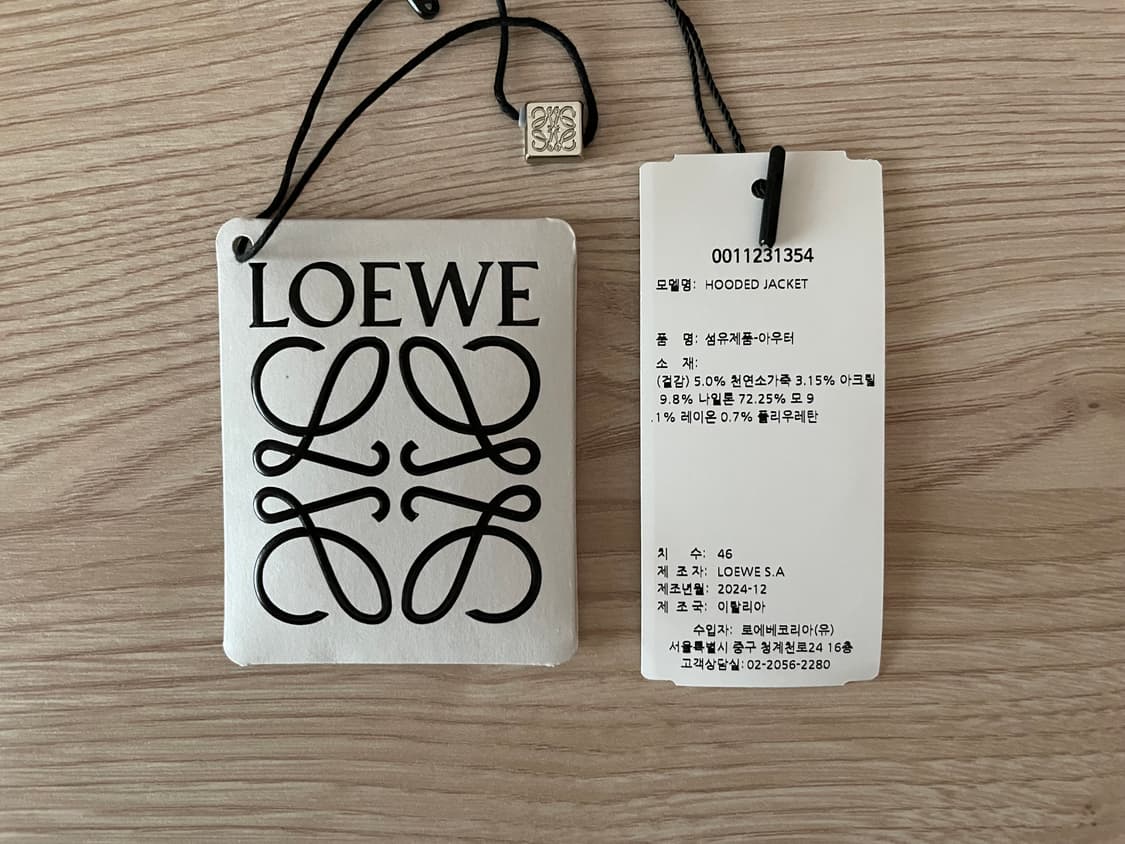 LOEWE
0011231354
모델명: HOODED JACKET
품 명: 섬유제품-아우터
소 재:
(겉감) 5.0% 천연소가죽 3.15% 아크릴
9.8% 나일론 72.25% 모 9
.1% 레이온 0.7% 폴리우레탄
치 수: 46
제 조 자: LOEWE S.A
제조년월: 2024-12
제 조 국: 이탈리아
수입자: 로에베코리아(유)
서울특별시 중구 청계천로24 16층
고객상담실: 02-2056-2280